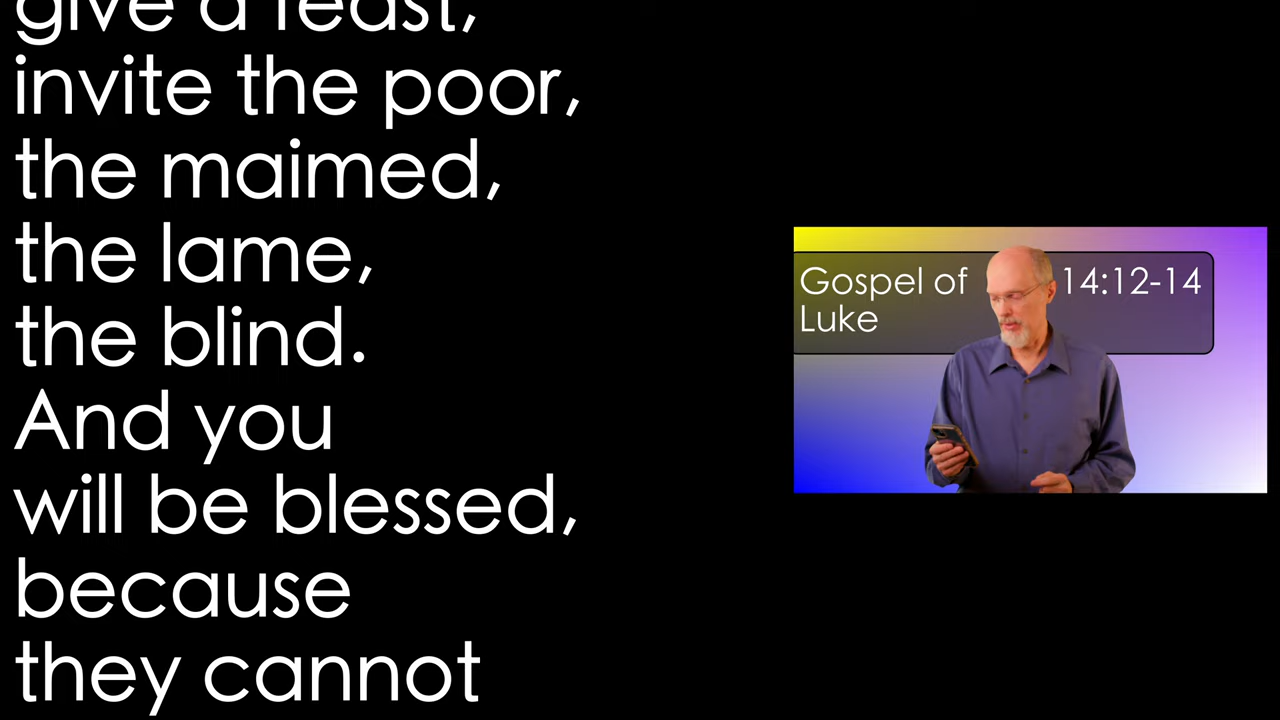 give a feast,
invite the poor,
the maimed,
the lame,
the blind.
And you
will be blessed,
because
they cannot
Gospel of 14:12-14
Luke